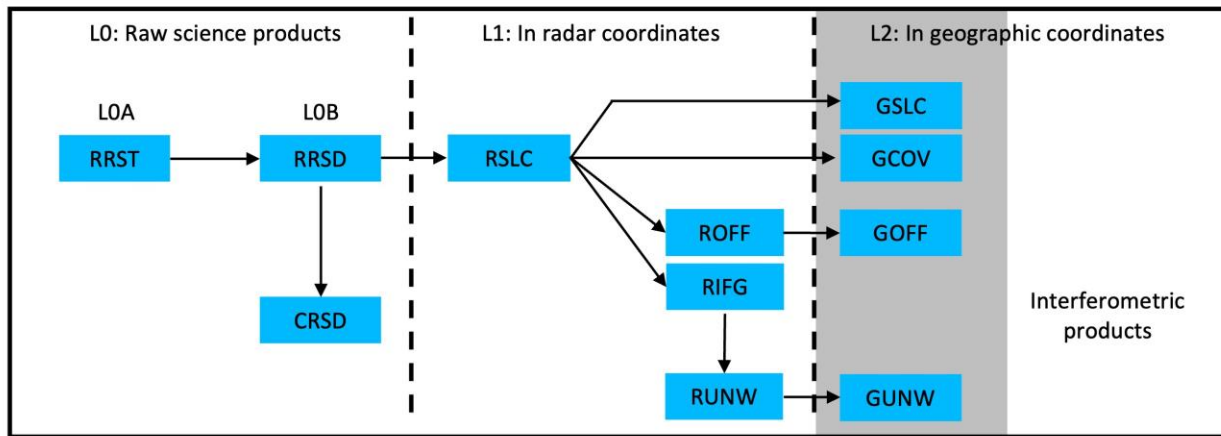 L0: Raw science products
L1: In radar coordinates
L2: In geographic coordinates
L0A
L0B
GSLC
RRST
RRSD
RSLC
GCOV
ROFF
GOFF
RIFG
CRSD
Interferometric
products
RUNW
GUNW